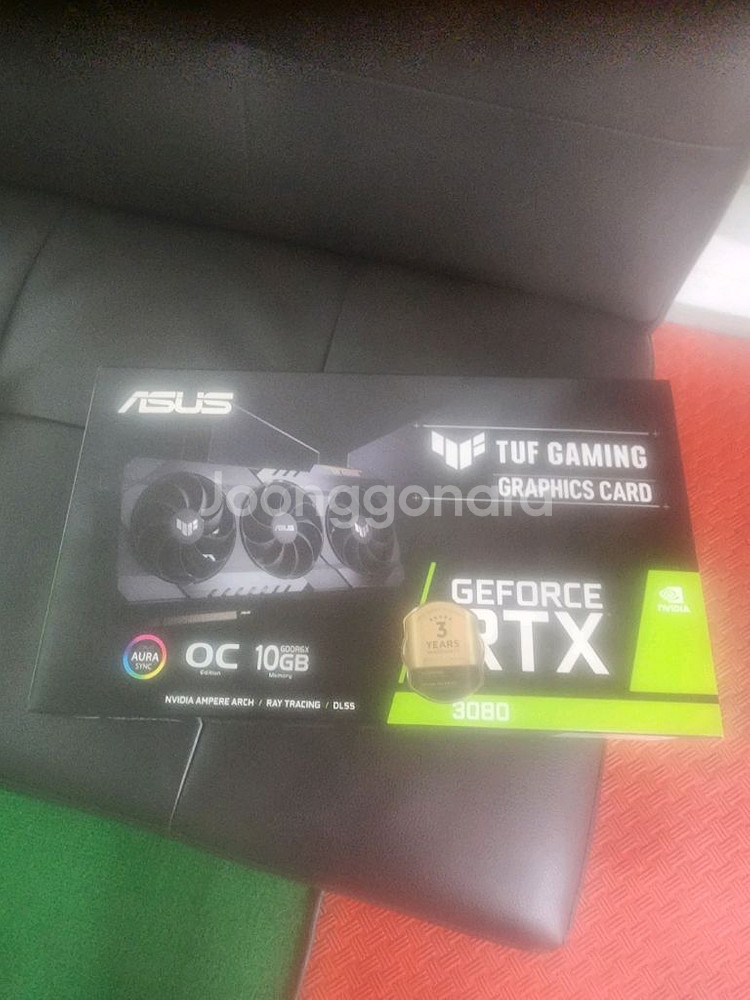 ASUS
TUF GAMING
GRAPHICS CARD
Joonggonara
ASUS
GEFORCE
RTX
3080
NVIDIA
3
YEARS
AURA
SYNC
OC
Edition
10GB
GDDR6X
Memory
NVIDIA AMPERE ARCH / RAY TRACING / DLSS